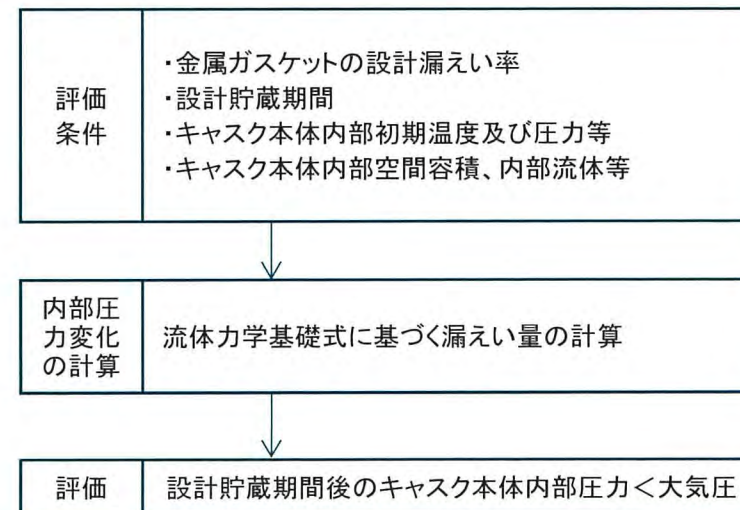 評価
条件
・金属ガスケットの設計漏えい率
・設計貯蔵期間
・キャスク本体内部初期温度及び圧力等
・キャスク本体内部空間容積、内部流体等
内部圧
力変化
の計算
流体力学基礎式に基づく漏えい量の計算
評価
設計貯蔵期間後のキャスク本体内部圧力＜大気圧